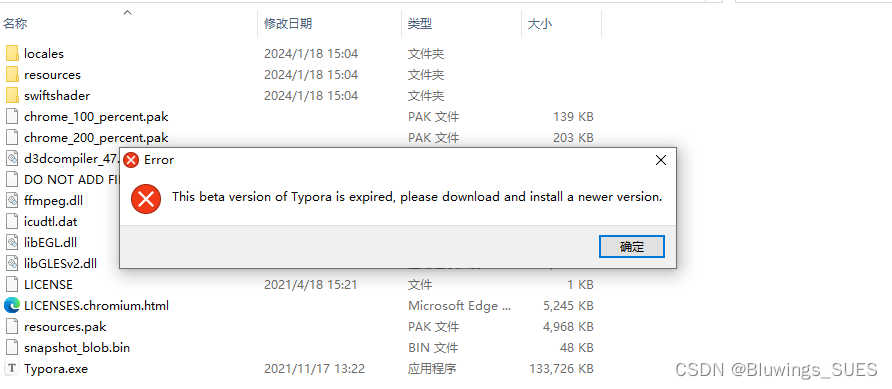 名称 修改日期 类型 大小
locales 2024/1/18 15:04 文件夹
resources 2024/1/18 15:04 文件夹
swiftshader 2024/1/18 15:04 文件夹
chrome_100_percent.pak PAK 文件 139 KB
chrome_200_percent.pak PAK 文件 203 KB
d3dcompiler_47.
Error
DO NOT ADD FI
This beta version of Typora is expired, please download and install a newer version.
ffmpeg.dll
icudtl.dat
libEGL.dll
确定
libGLESv2.dll
LICENSE 2021/4/18 15:21 文件 1 KB
LICENSES.chromium.html Microsoft Edge ... 5,245 KB
resources.pak PAK 文件 4,968 KB
snapshot_blob.bin BIN 文件 48 KB
Typora.exe 2021/11/17 13:22 应用程序 133,726 KB
CSDN @Bluwings_SUES